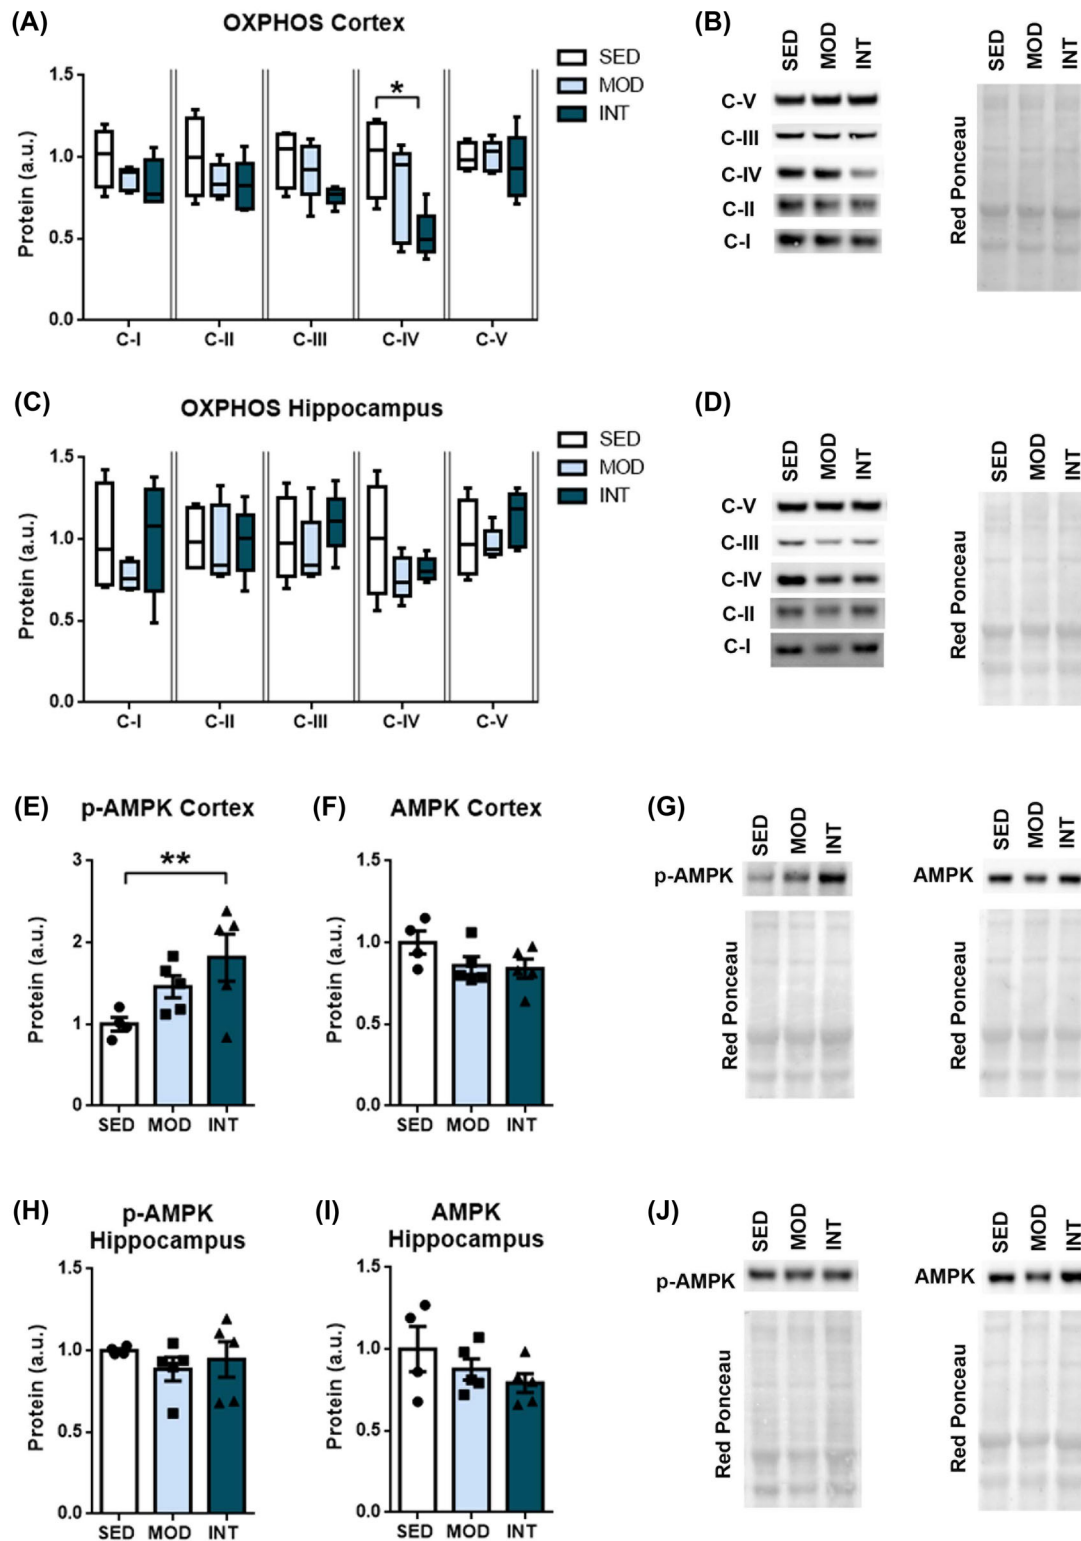 (A)
OXPHOS Cortex
SED
MOD
INT
Protein (a.u.)
1.5
1.0
0.5
0.0
*
C-I C-II C-III C-IV C-V
(B)
SED MOD INT
C-V
C-III
C-IV
C-II
C-I
Red Ponceau
SED MOD INT
(C)
OXPHOS Hippocampus
SED
MOD
INT
Protein (a.u.)
1.5
1.0
0.5
0.0
C-I C-II C-III C-IV C-V
(D)
SED MOD INT
C-V
C-III
C-IV
C-II
C-I
Red Ponceau
SED MOD INT
(E)
p-AMPK Cortex
Protein (a.u.)
3
2
1
0
**
SED MOD INT
(F)
AMPK Cortex
Protein (a.u.)
1.5
1.0
0.5
0.0
SED MOD INT
(G)
SED MOD INT
p-AMPK
Red Ponceau
SED MOD INT
AMPK
Red Ponceau
(H)
p-AMPK
Hippocampus
Protein (a.u.)
1.5
1.0
0.5
0.0
SED MOD INT
(I)
AMPK
Hippocampus
Protein (a.u.)
1.5
1.0
0.5
0.0
SED MOD INT
(J)
SED MOD INT
p-AMPK
Red Ponceau
SED MOD INT
AMPK
Red Ponceau